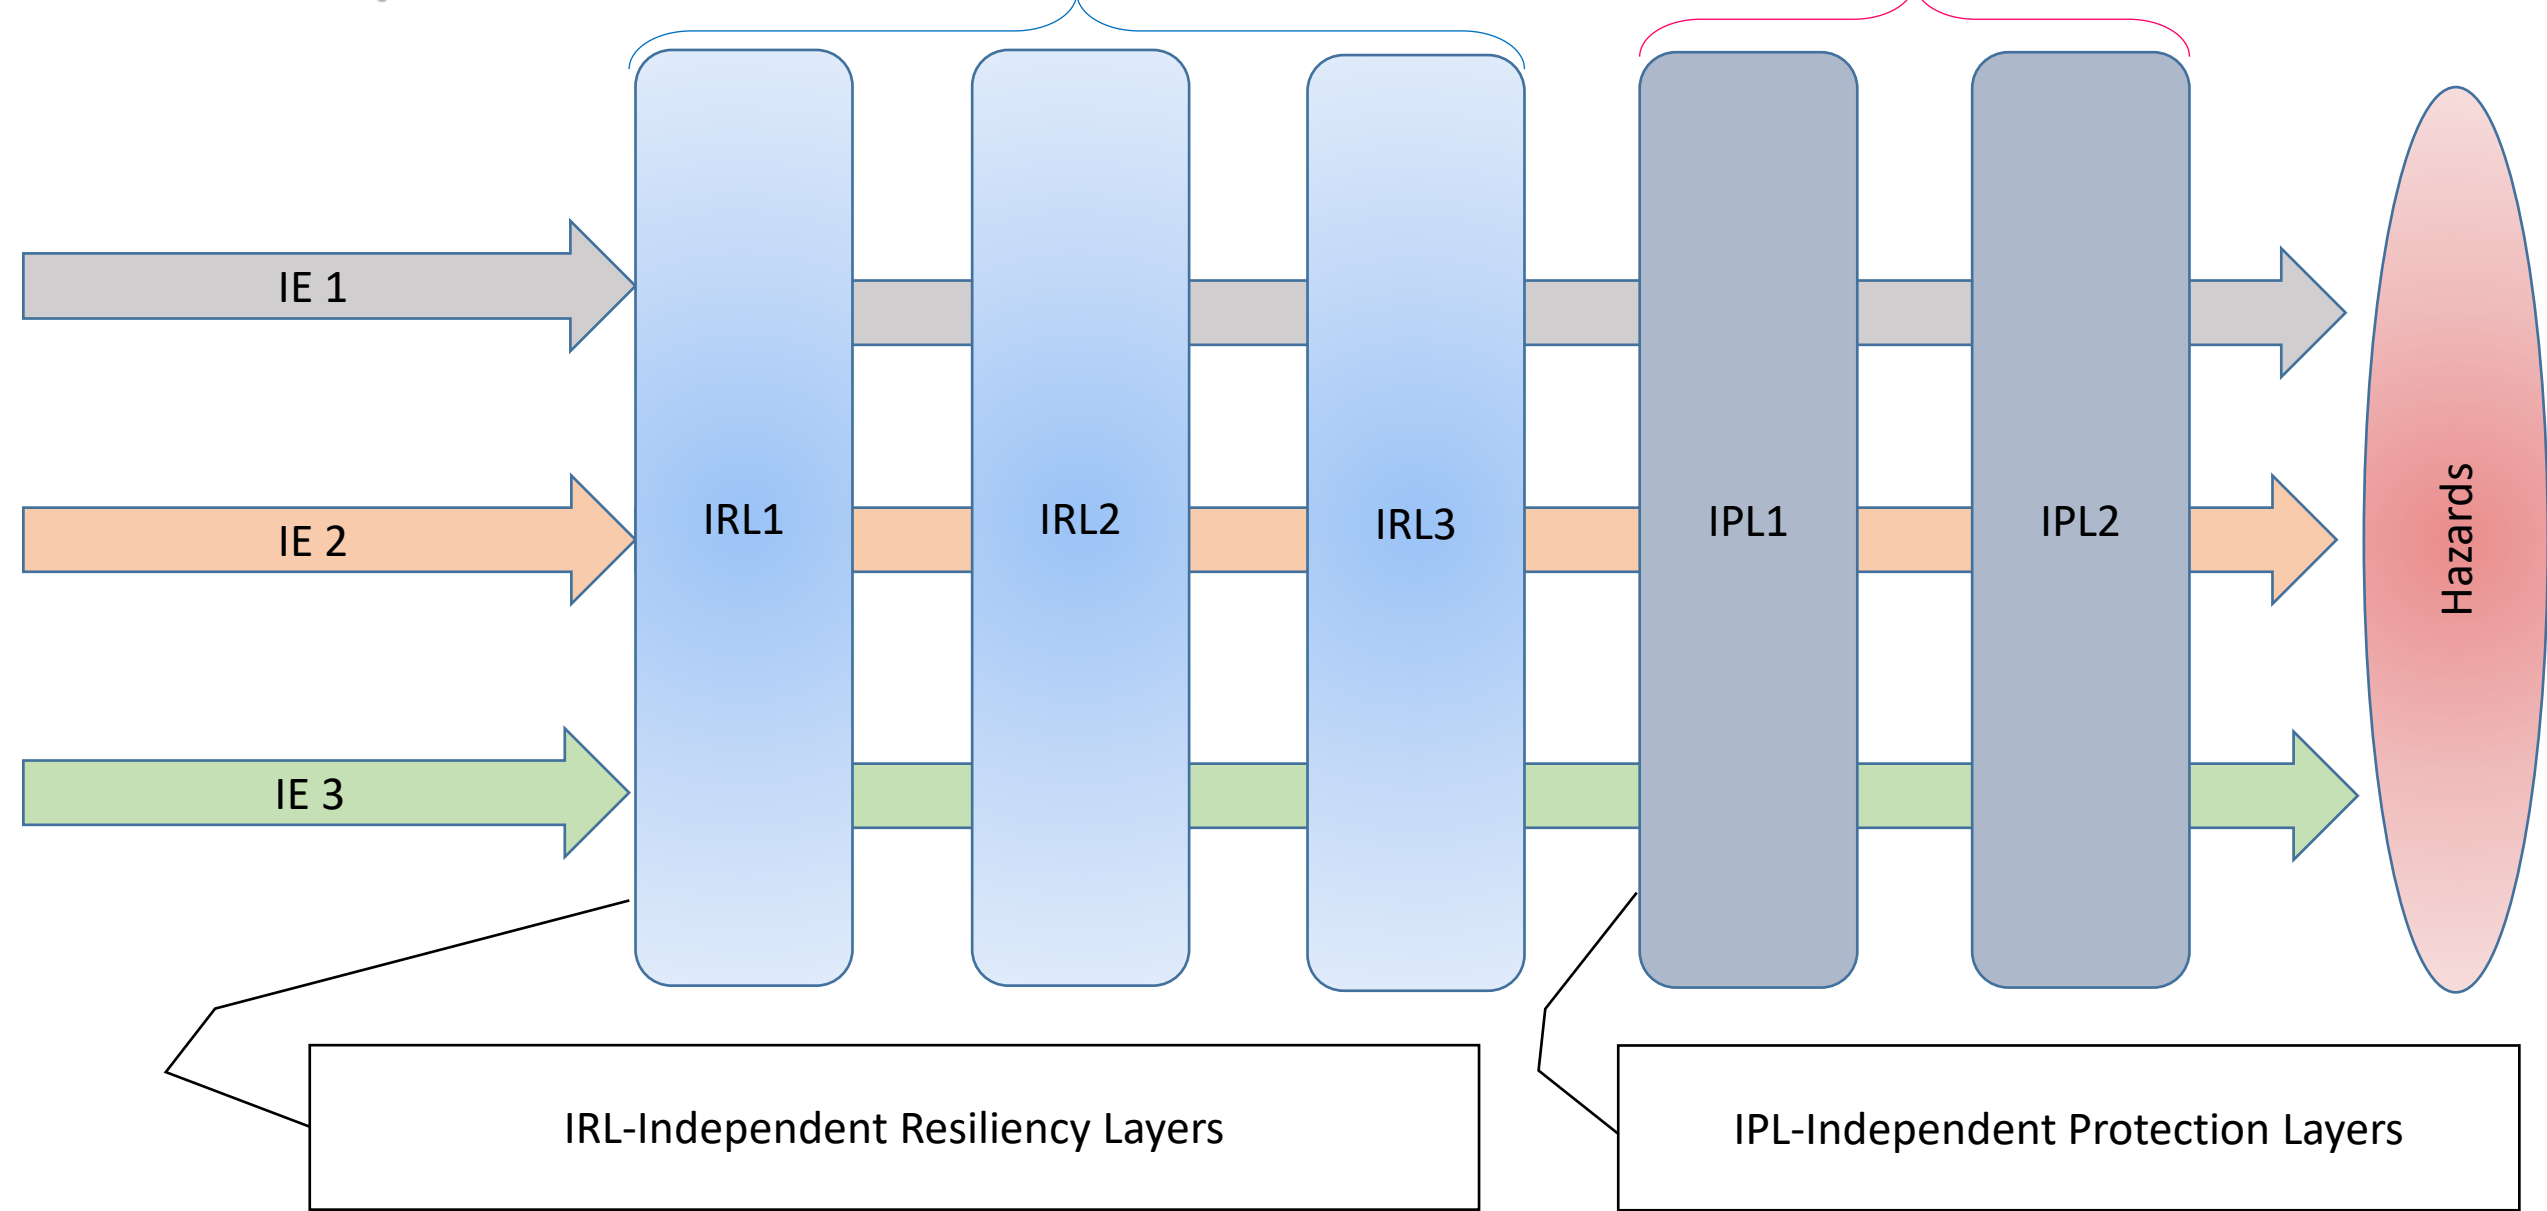 IE 1
IE 2
IE 3
IRL1
IRL2
IRL3
IPL1
IPL2
Hazards
IRL-Independent Resiliency Layers
IPL-Independent Protection Layers